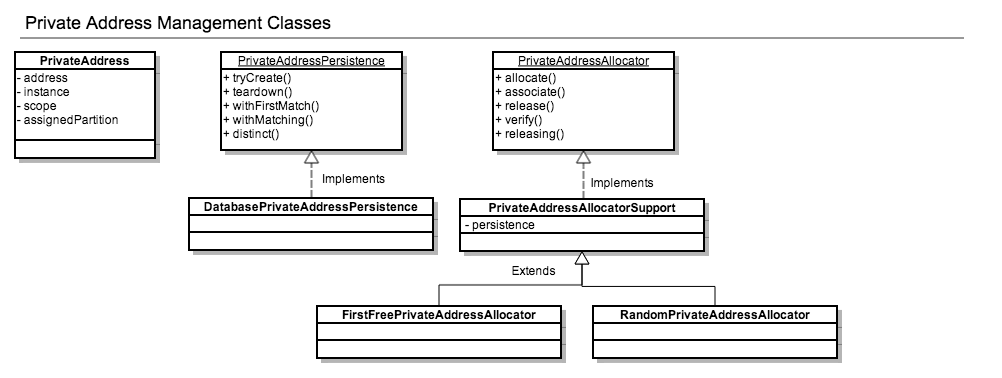 Private Address Management Classes
PrivateAddress
- address
- instance
- scope
- assignedPartition
PrivateAddressPersistence
+ tryCreate()
+ teardown()
+ withFirstMatch()
+ withMatching()
+ distinct()
PrivateAddressAllocator
+ allocate()
+ associate()
+ release()
+ verify()
+ releasing()
Implements
Implements
DatabasePrivateAddressPersistence
PrivateAddressAllocatorSupport
- persistence
Extends
FirstFreePrivateAddressAllocator
RandomPrivateAddressAllocator